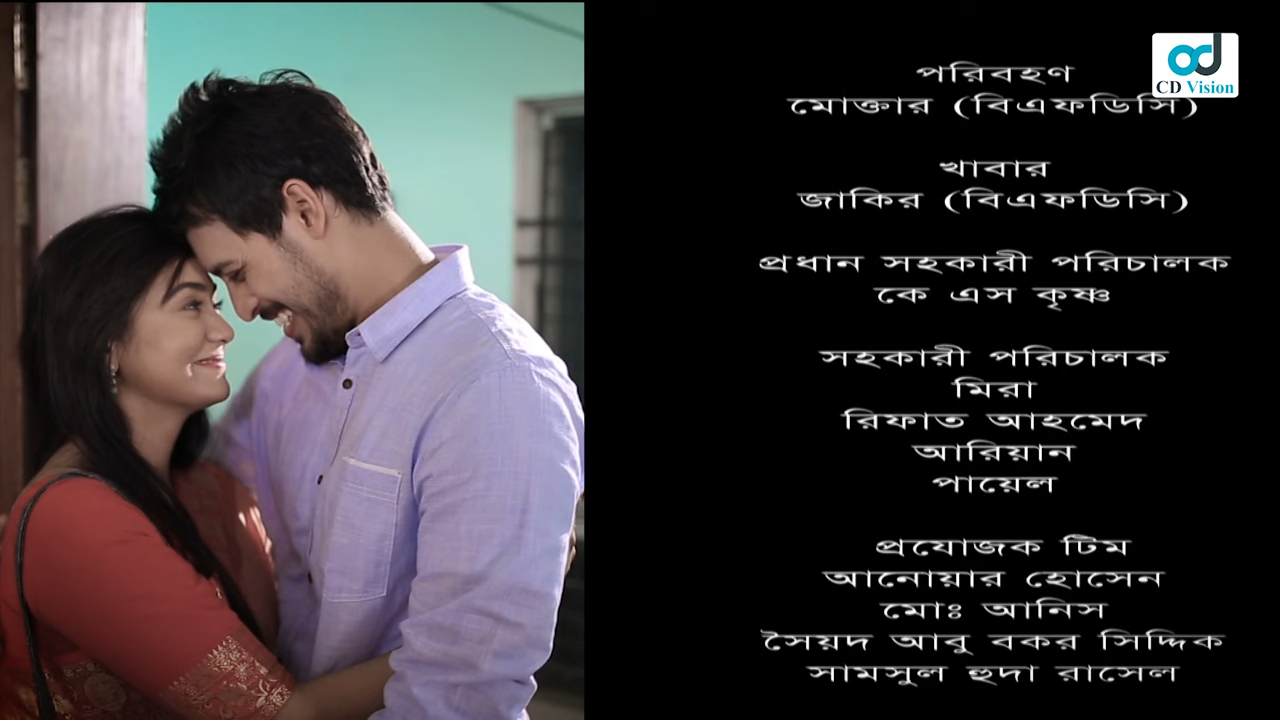 CD Vision
পরিবহণ
মোক্তার (বিএফডিসি)
খাবার
জাকির (বিএফডিসি)
প্রধান সহকারী পরিচালক
কে এস কৃষ্ণ
সহকারী পরিচালক
মিরা
রিফাত আহমেদ
আরিয়ান
পায়েল
প্রযোজক টিম
আনোয়ার হোসেন
মোঃ আনিস
সৈয়দ আবু বকর সিদ্দিক
সামসুল হুদা রাসেল